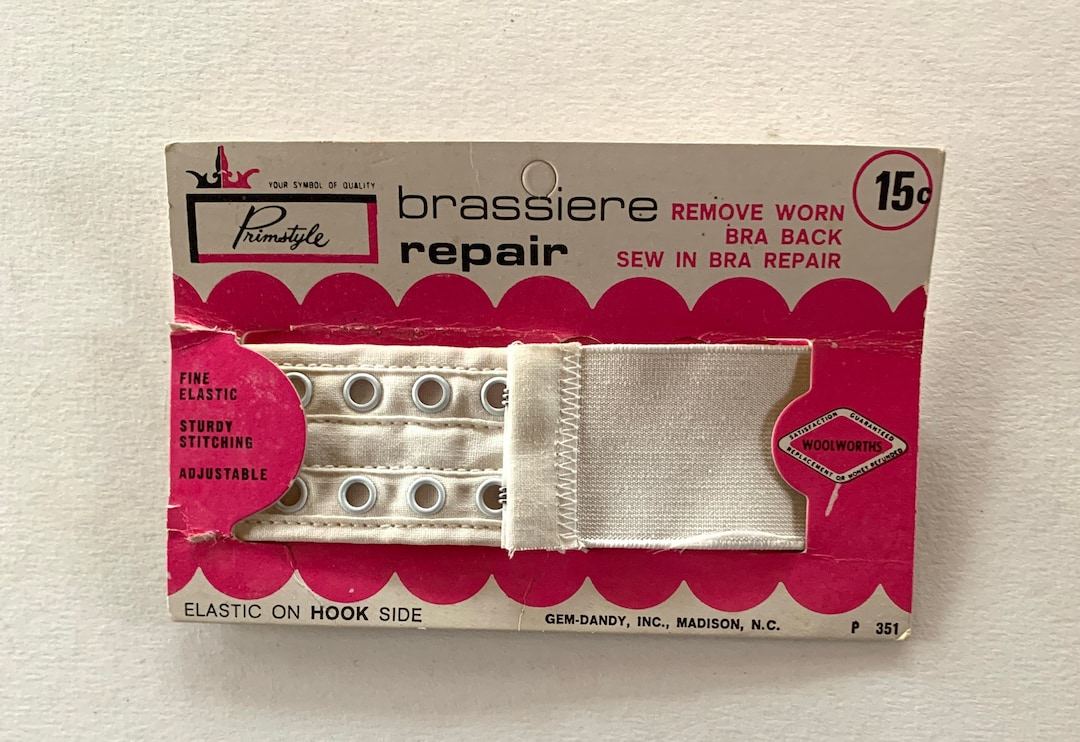 YOUR SYMBOL OF QUALITY
Primstyle
brassiere
repair
REMOVE WORN
BRA BACK
SEW IN BRA REPAIR
15c
FINE
ELASTIC
STURDY
STITCHING
ADJUSTABLE
SATISFACTION GUARANTEED
WOOLWORTHS
REPLACEMENT OR MONEY REFUNDED
ELASTIC ON HOOK SIDE
GEM-DANDY, INC., MADISON, N.C.
P 351